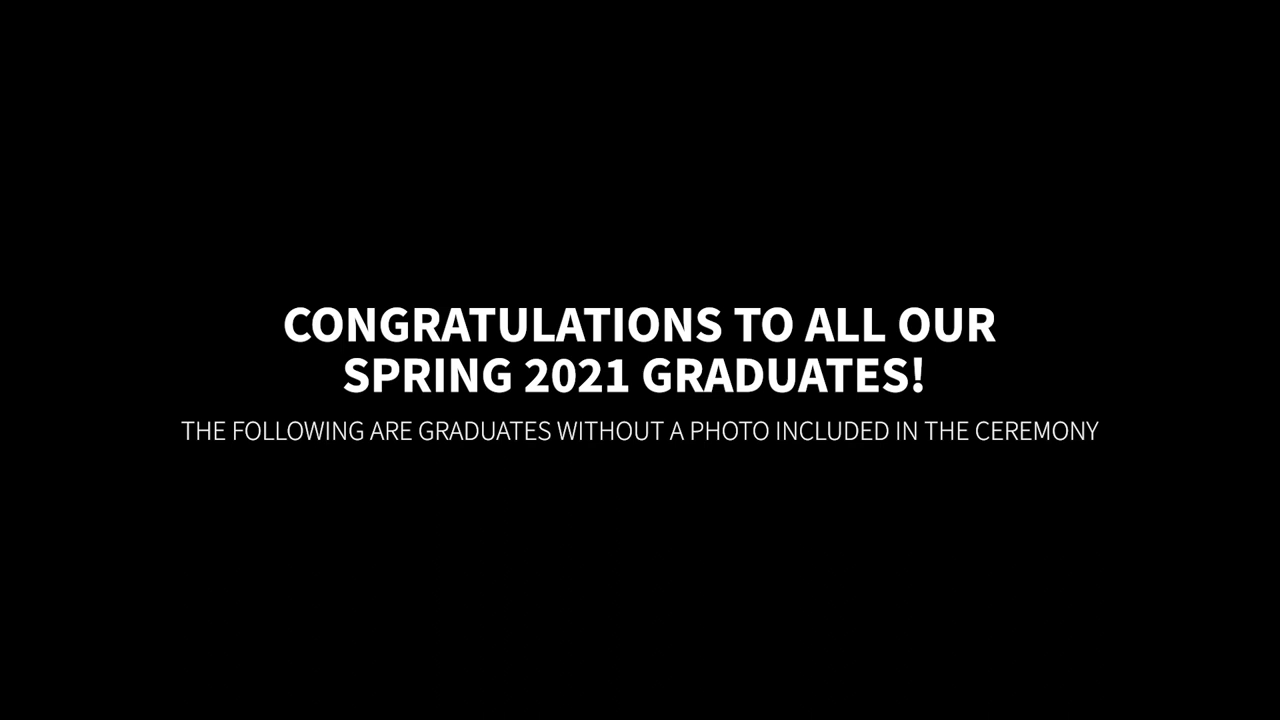 CONGRATULATIONS TO ALL OUR
SPRING 2021 GRADUATES!
THE FOLLOWING ARE GRADUATES WITHOUT A PHOTO INCLUDED IN THE CEREMONY